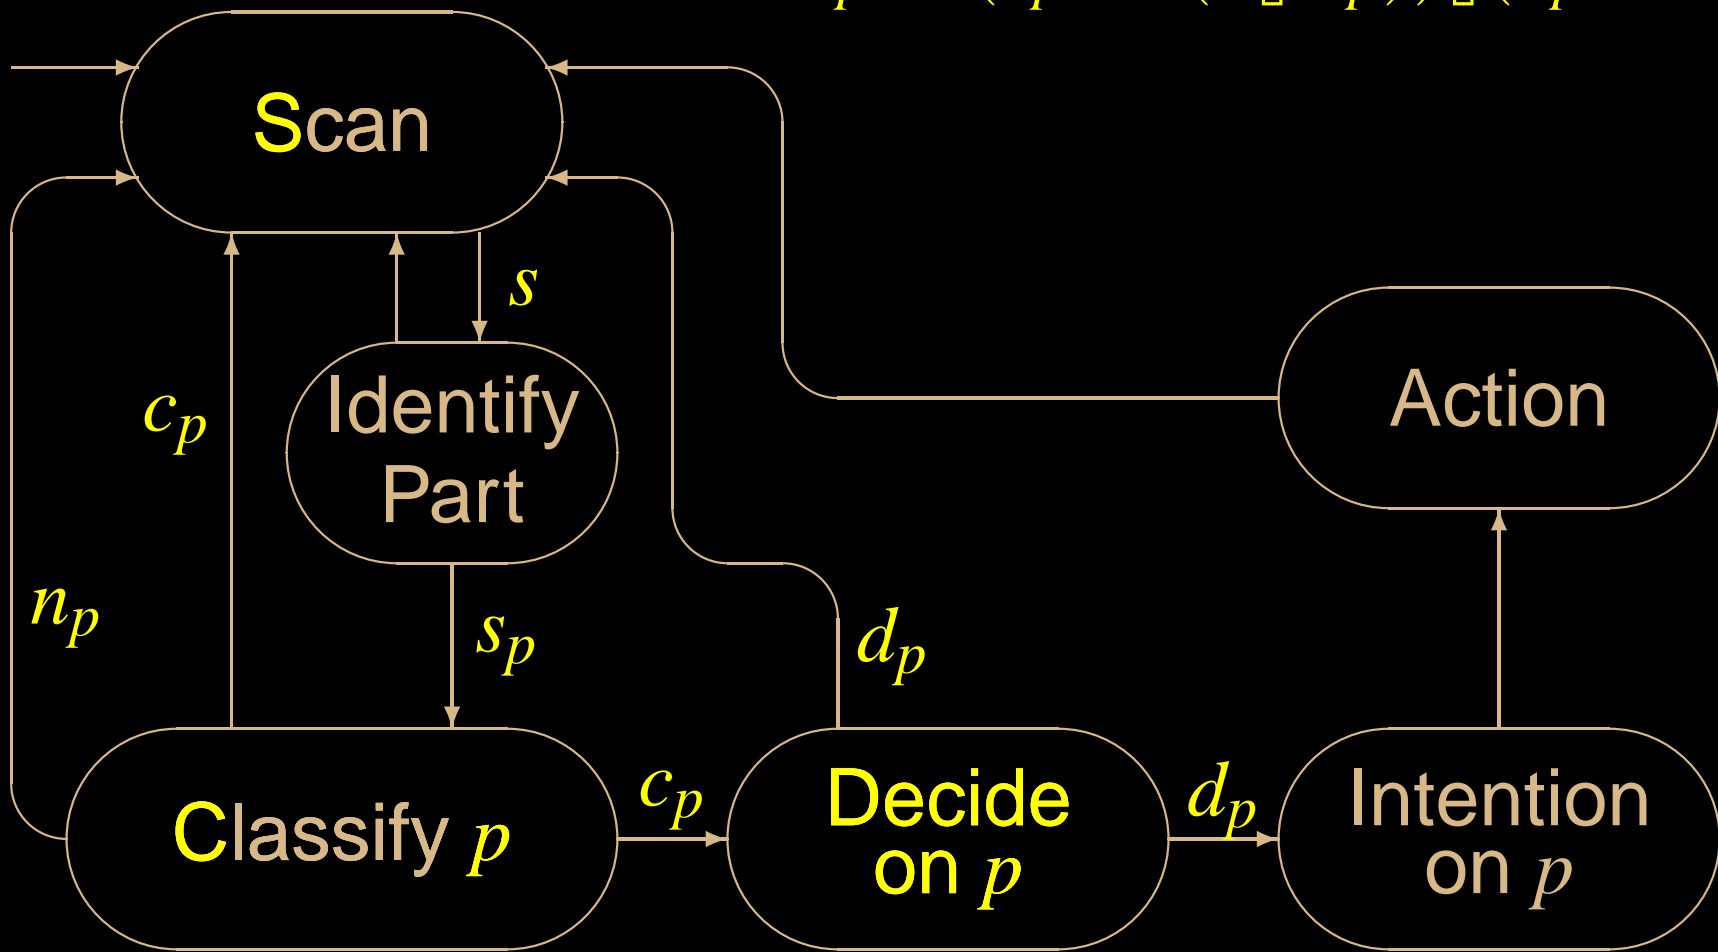 Scan
s
Identify
Part
c_p
n_p
s_p
d_p
Action
Classify p
c_p
Decide
on p
d_p
Intention
on p